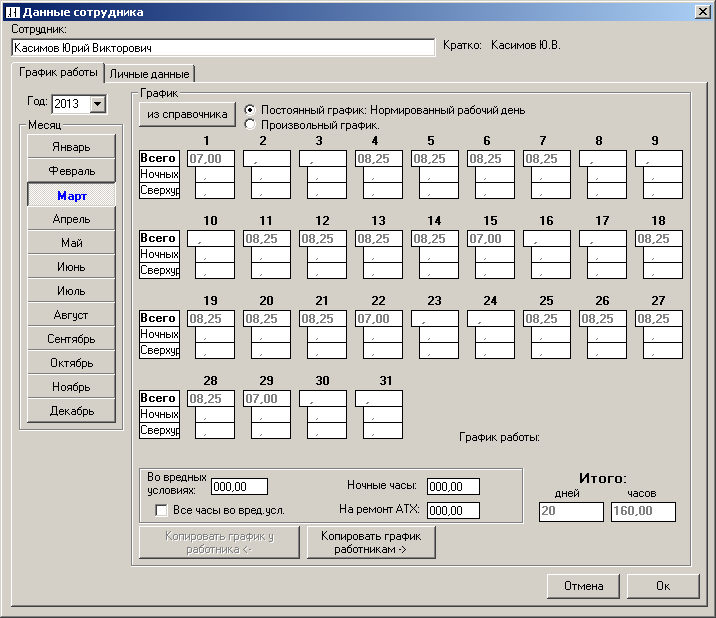 Данные сотрудника
Сотрудник:
Касимов Юрий Викторович
Кратко: Касимов Ю.В.
График работы
Личные данные
Год: 2013
Месяц
Январь
Февраль
Март
Апрель
Май
Июнь
Июль
Август
Сентябрь
Октябрь
Ноябрь
Декабрь
График
из справочника
Постоянный график: Нормированный рабочий день
Произвольный график.
1 2 3 4 5 6 7 8 9
Всего 07,00 , , 08,25 08,25 08,25 08,25 , ,
Ночных , , , , , , , , ,
Сверхур , , , , , , , , ,
10 11 12 13 14 15 16 17 18
Всего , 08,25 08,25 08,25 08,25 07,00 , , 08,25
Ночных , , , , , , , , ,
Сверхур , , , , , , , , ,
19 20 21 22 23 24 25 26 27
Всего 08,25 08,25 08,25 07,00 , , 08,25 08,25 08,25
Ночных , , , , , , , , ,
Сверхур , , , , , , , , ,
28 29 30 31
Всего 08,25 07,00 , ,
Ночных , , , ,
Сверхур , , , ,
График работы:
Во вредных
условиях: 000,00
Все часы во вред.усл.
Ночные часы: 000,00
На ремонт АТХ: 000,00
Итого:
дней часов
20 160,00
Копировать график у
работника <-
Копировать график
работникам ->
Отмена
Ок